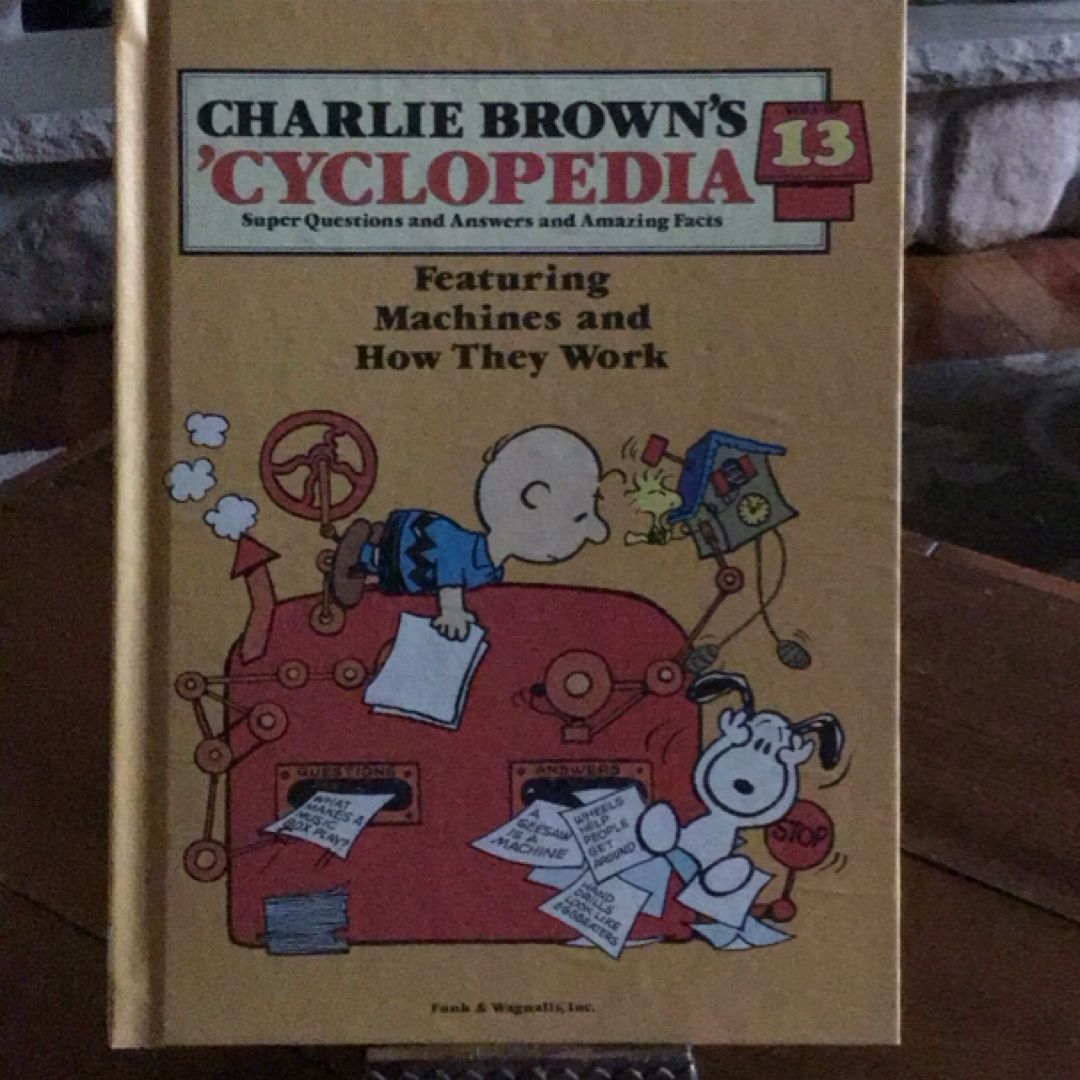 CHARLIE BROWN'S
'CYCLOPEDIA
Super Questions and Answers and Amazing Facts
VOLUME
13
Featuring
Machines and
How They Work
QUESTIONS
WHAT
MAKES A
MUSIC
BOX PLAY?
ANSWERS
A
SEESAW
IS A
MACHINE
WHEELS
HELP
PEOPLE
GET
AROUND
HAND
DRILLS
LOOK LIKE
EGGBEATERS
STOP
Funk & Wagnalls, Inc.